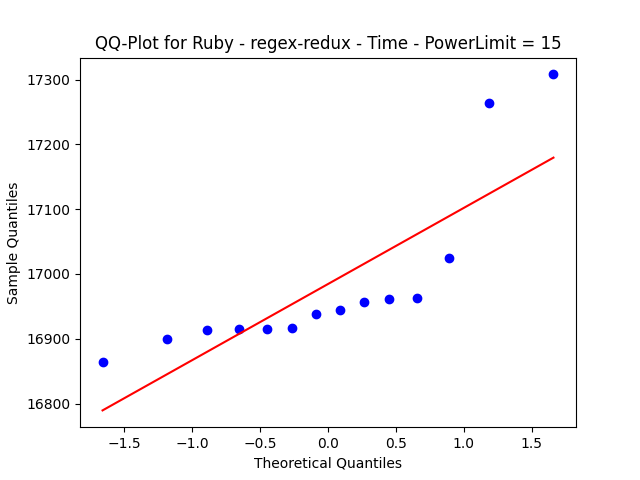 QQ-Plot for Ruby - regex-redux - Time - PowerLimit = 15
Sample Quantiles
17300
17200
17100
17000
16900
16800
−1.5 −1.0 −0.5 0.0 0.5 1.0 1.5
Theoretical Quantiles